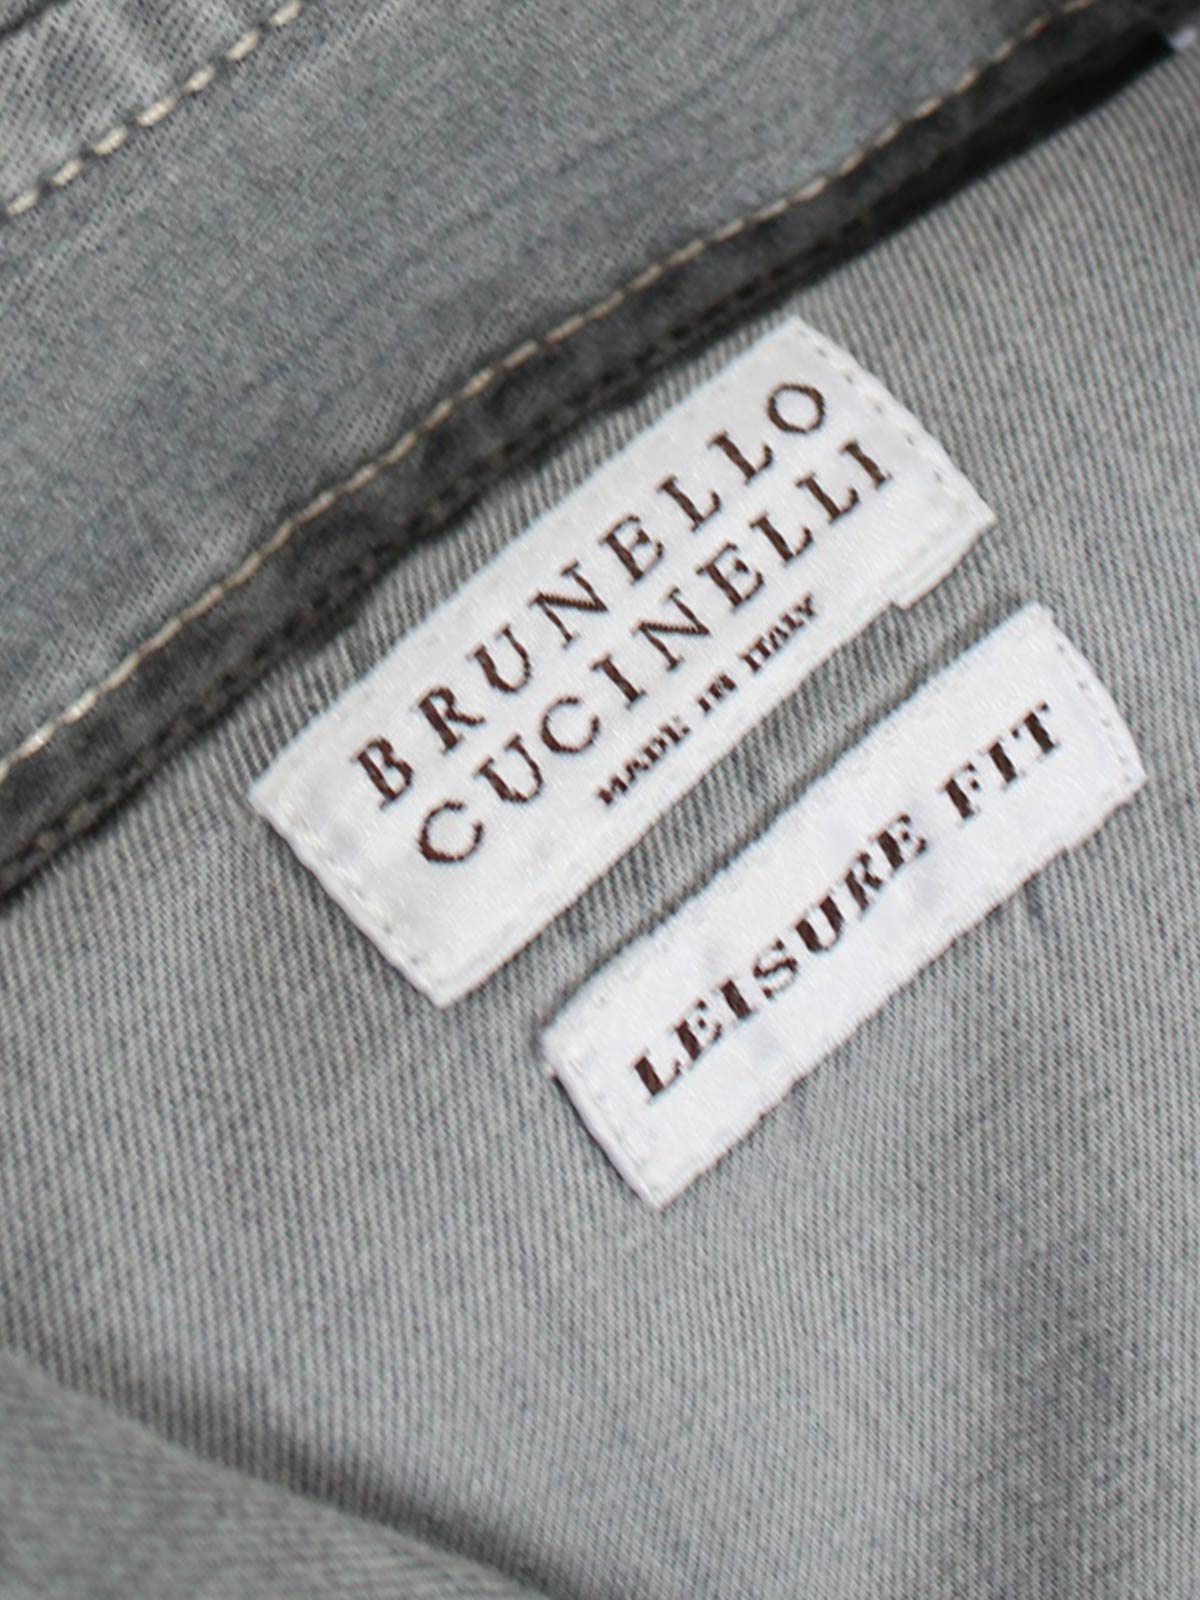 BRUNELLO
CUCINELLI
MADE IN ITALY
LEISURE FIT